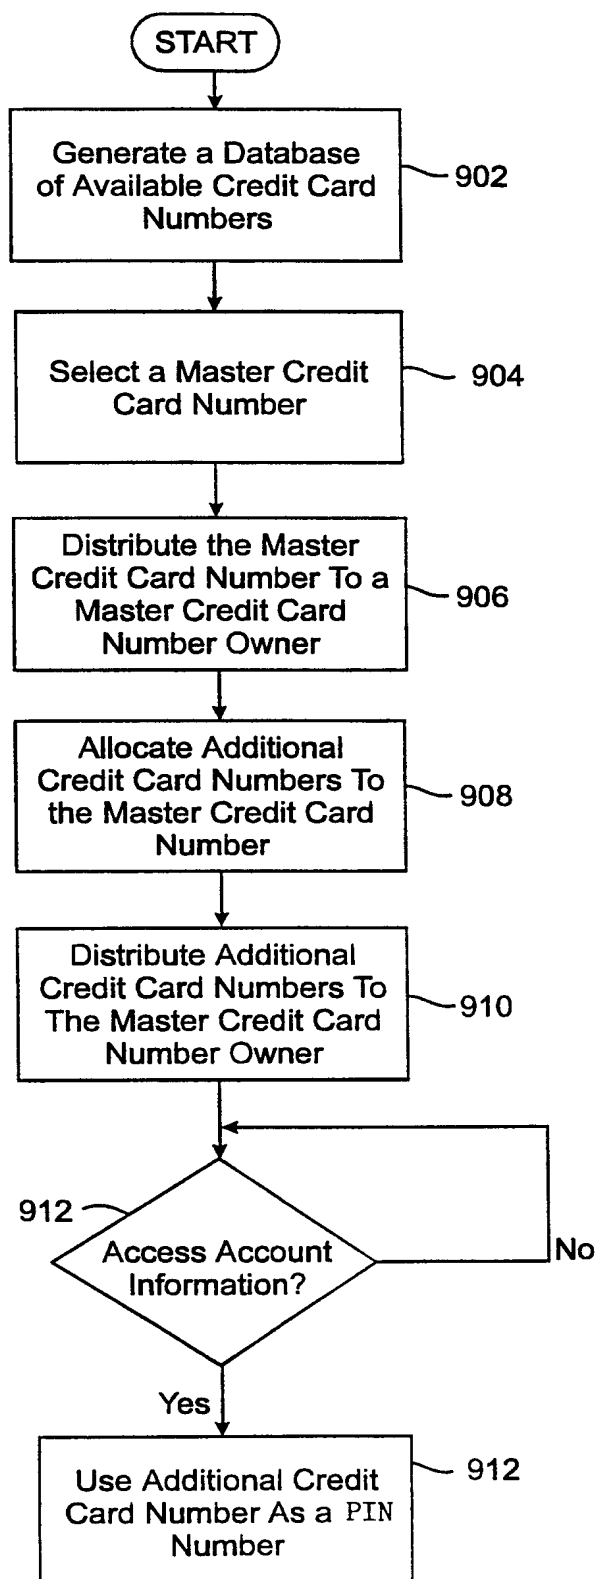 START
Generate a Database
of Available Credit Card
Numbers
902
Select a Master Credit
Card Number
904
Distribute the Master
Credit Card Number To a
Master Credit Card
Number Owner
906
Allocate Additional
Credit Card Numbers To
the Master Credit Card
Number
908
Distribute Additional
Credit Card Numbers To
The Master Credit Card
Number Owner
910
912
Access Account
Information?
No
Yes
Use Additional Credit
Card Number As a PIN
Number
912